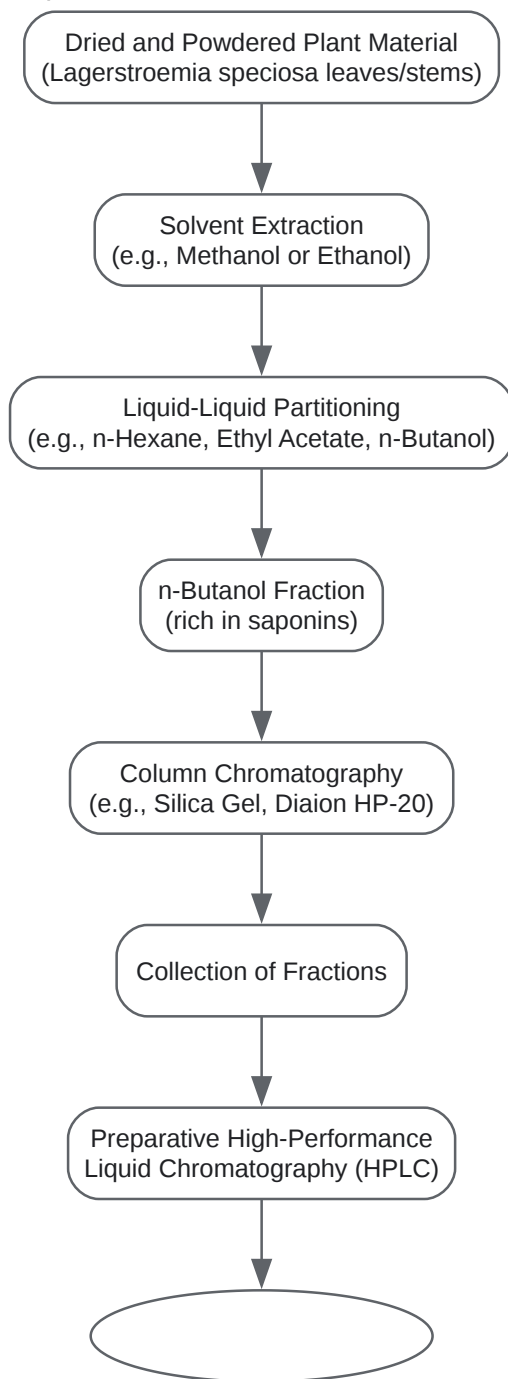 Dried and Powdered Plant Material
(Lagerstroemia speciosa leaves/stems)
Solvent Extraction
(e.g., Methanol or Ethanol)
Liquid-Liquid Partitioning
(e.g., n-Hexane, Ethyl Acetate, n-Butanol)
n-Butanol Fraction
(rich in saponins)
Column Chromatography
(e.g., Silica Gel, Diaion HP-20)
Collection of Fractions
Preparative High-Performance
Liquid Chromatography (HPLC)